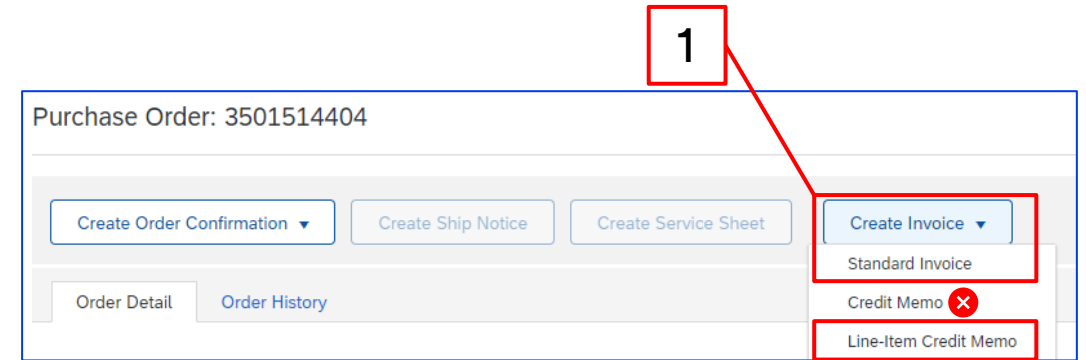 1
Purchase Order: 3501514404
Create Order Confirmation Create Ship Notice Create Service Sheet Create Invoice
Standard Invoice
Order Detail Order History
Credit Memo
Line-Item Credit Memo